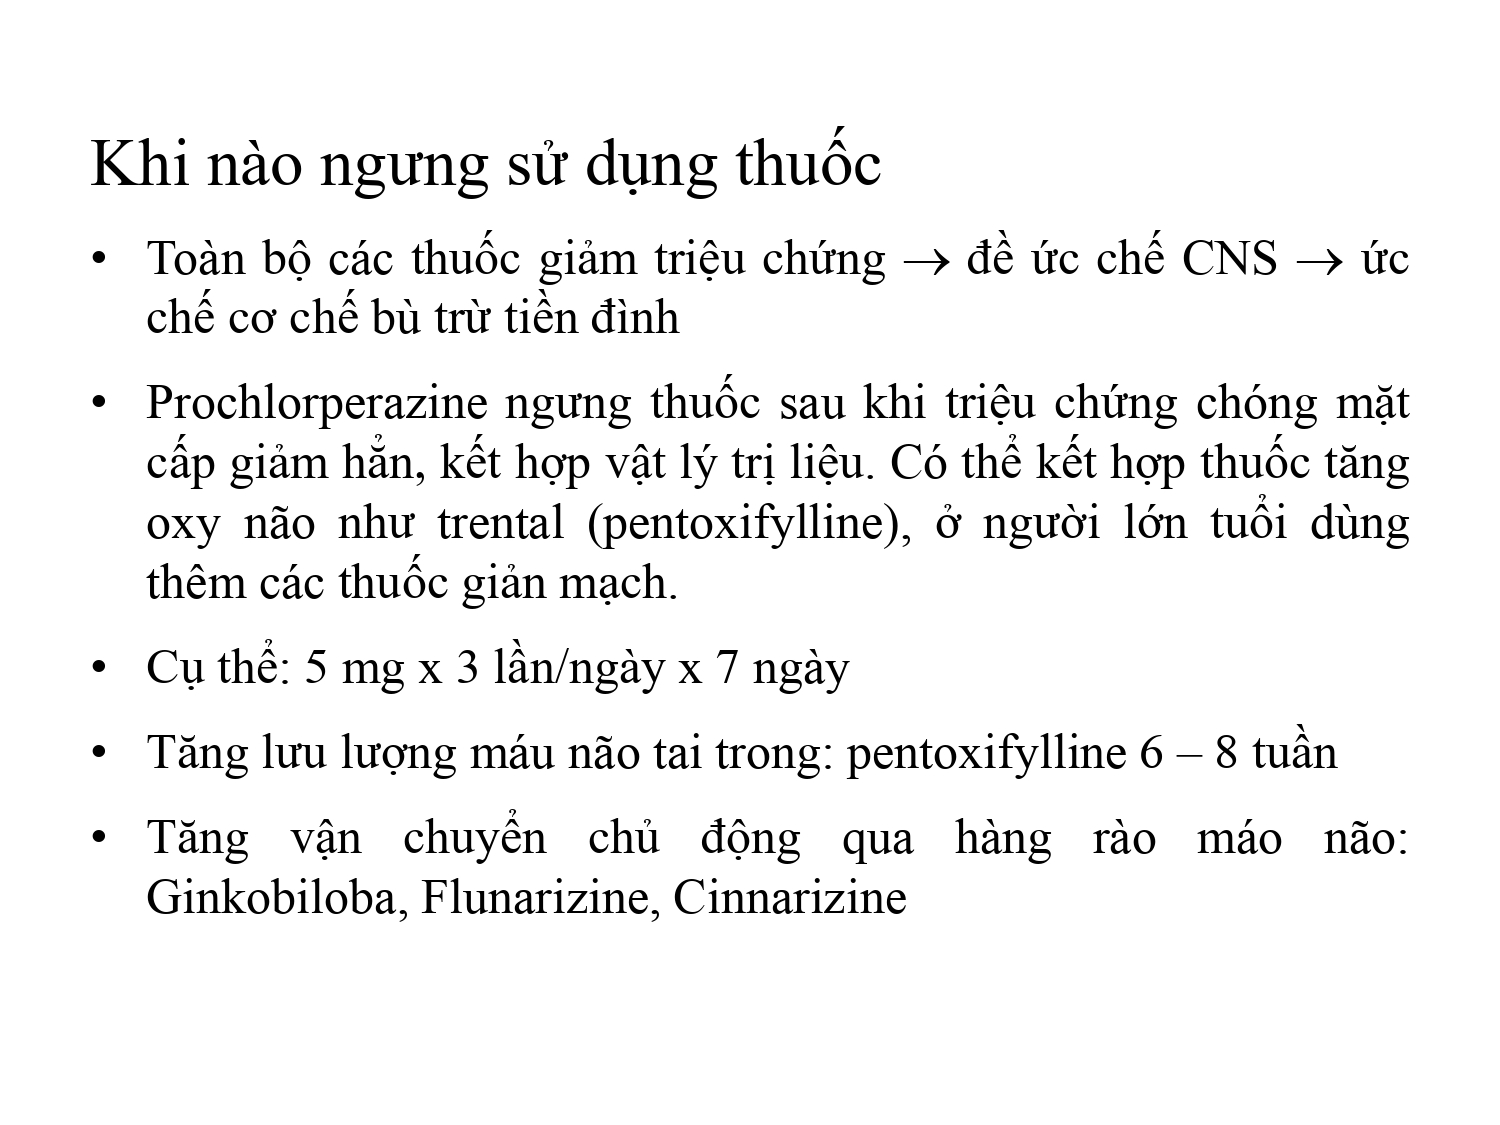 Khi nào ngưng sử dụng thuốc
• Toàn bộ các thuốc giảm triệu chứng → đề ức chế CNS → ức
chế cơ chế bù trừ tiền đình
• Prochlorperazine ngưng thuốc sau khi triệu chứng chóng mặt
cấp giảm hẳn, kết hợp vật lý trị liệu. Có thể kết hợp thuốc tăng
oxy não như trental (pentoxifylline), ở người lớn tuổi dùng
thêm các thuốc giản mạch.
• Cụ thể: 5 mg x 3 lần/ngày x 7 ngày
• Tăng lưu lượng máu não tai trong: pentoxifylline 6 – 8 tuần
• Tăng vận chuyển chủ động qua hàng rào máo não:
Ginkobiloba, Flunarizine, Cinnarizine